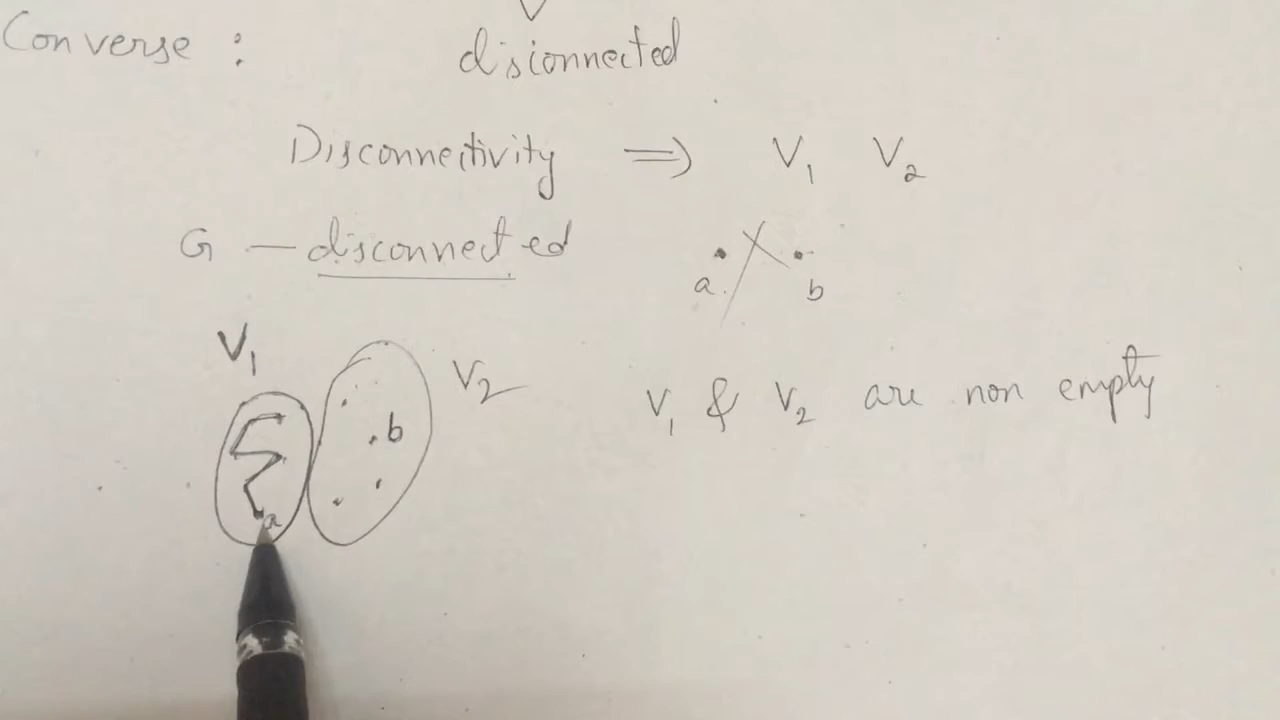 Converse :
disconnected
Disconnectivity ⇒ V₁ V₂
G — disconnected
a b
V₁ V₂
V₁ & V₂ are non empty
b
a